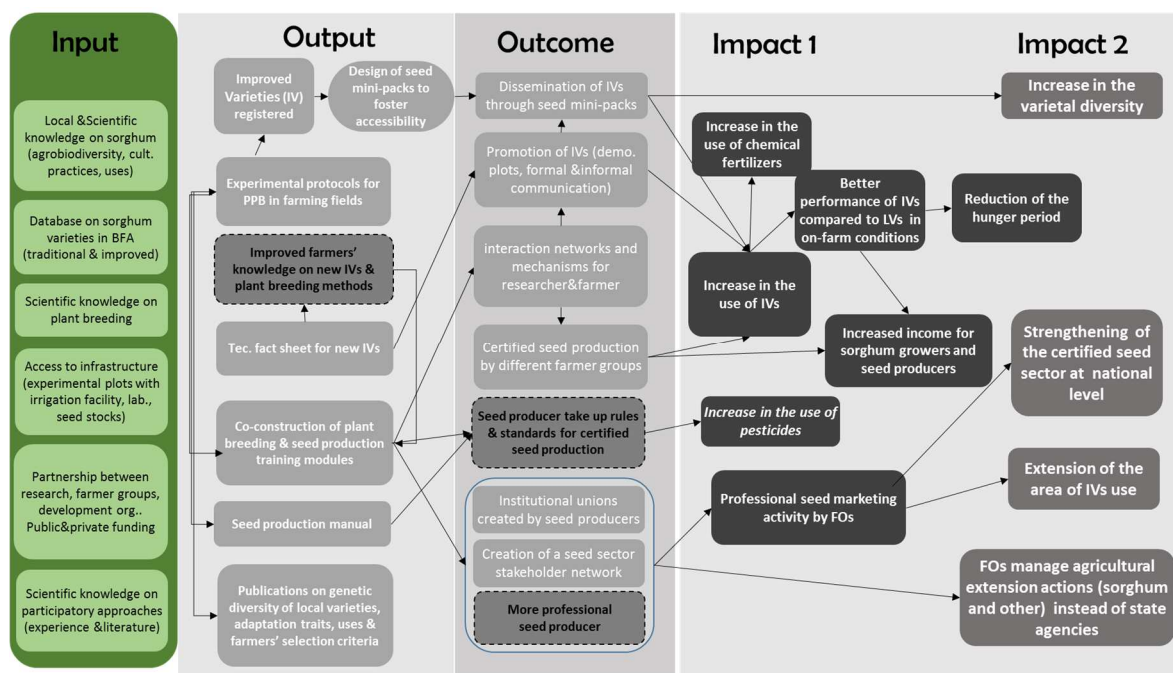 Input
Local &Scientific
knowledge on sorghum
(agrobiodiversity, cult.
practices, uses)
Database on sorghum
varieties in BFA
(traditional & improved)
Scientific knowledge on
plant breeding
Access to infrastructure
(experimental plots with
irrigation facility, lab.,
seed stocks)
Partnership between
research, farmer groups,
development org..
Public&private funding
Scientific knowledge on
participatory approaches
(experience &literature)
Output
Improved
Varieties (IV)
registered
Design of seed
mini-packs to
foster
accessibility
Experimental protocols for
PPB in farming fields
Improved farmers'
knowledge on new IVs &
plant breeding methods
Tec. fact sheet for new IVs
Co-construction of plant
breeding & seed production
training modules
Seed production manual
Publications on genetic
diversity of local varieties,
adaptation traits, uses &
farmers' selection criteria
Outcome
Dissemination of IVs
through seed mini-packs
Promotion of IVs (demo.
plots, formal &informal
communication)
interaction networks and
mechanisms for
researcher&farmer
Certified seed production
by different farmer groups
Seed producer take up rules
& standards for certified
seed production
Institutional unions
created by seed producers
Creation of a seed sector
stakeholder network
More professional
seed producer
Impact 1
Increase in the
use of chemical
fertilizers
Better
performance of IVs
compared to LVs in
on-farm conditions
Reduction of the
hunger period
Increase in the
use of IVs
Increased income for
sorghum growers and
seed producers
Increase in the use of
pesticides
Professional seed marketing
activity by FOs
Impact 2
Increase in the
varietal diversity
Strengthening of
the certified seed
sector at national
level
Extension of the
area of IVs use
FOs manage agricultural
extension actions (sorghum
and other) instead of state
agencies